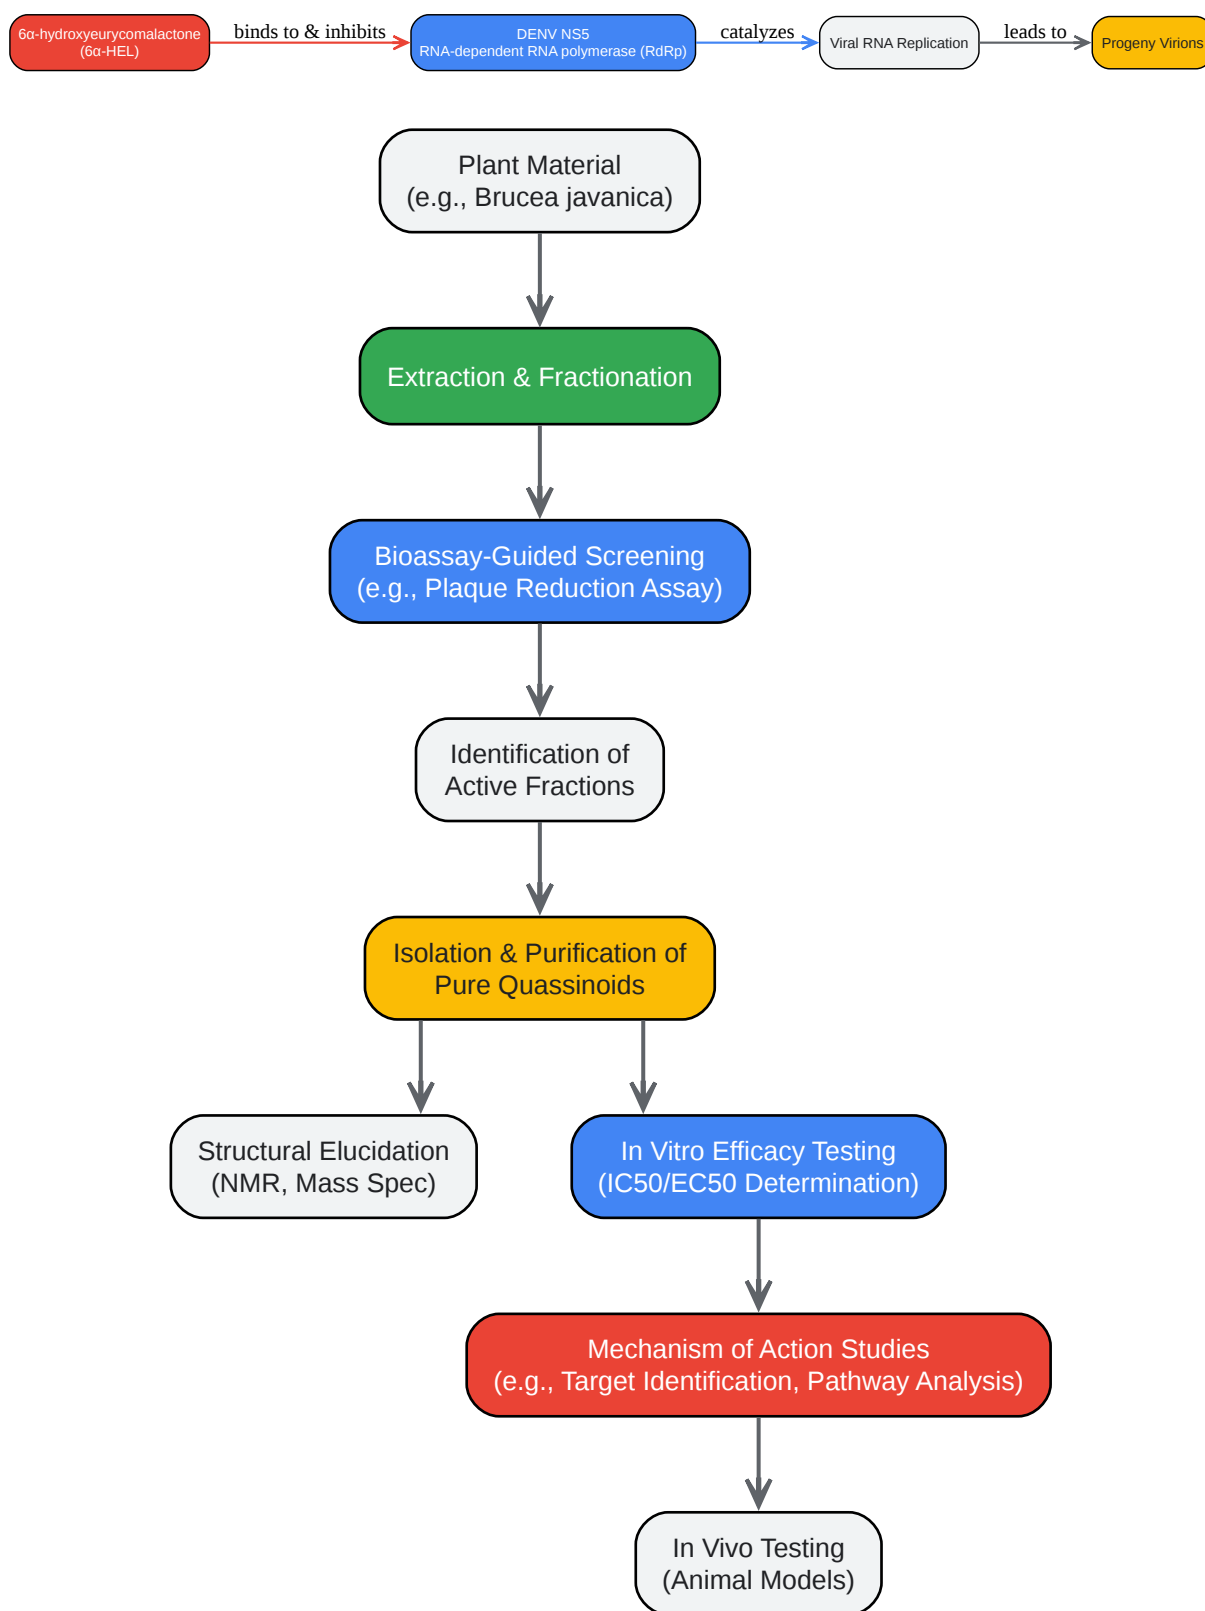 6α-hydroxyeurycomalactone
(6α-HEL)
binds to & inhibits
DENV NS5
RNA-dependent RNA polymerase (RdRp)
catalyzes
Viral RNA Replication
leads to
Progeny Virions
Plant Material
(e.g., Brucea javanica)
Extraction & Fractionation
Bioassay-Guided Screening
(e.g., Plaque Reduction Assay)
Identification of
Active Fractions
Isolation & Purification of
Pure Quassinoids
Structural Elucidation
(NMR, Mass Spec)
In Vitro Efficacy Testing
(IC50/EC50 Determination)
Mechanism of Action Studies
(e.g., Target Identification, Pathway Analysis)
In Vivo Testing
(Animal Models)